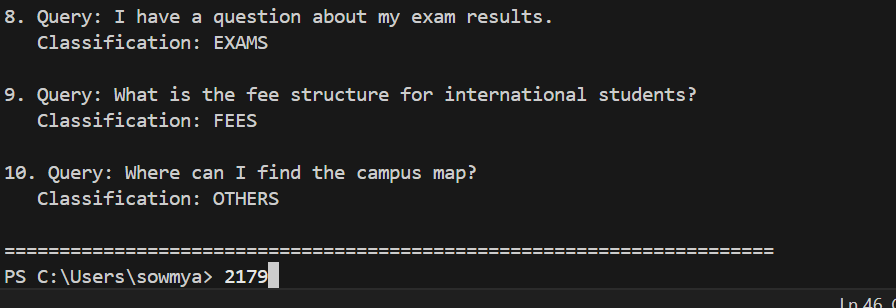 8. Query: I have a question about my exam results.
Classification: EXAMS
9. Query: What is the fee structure for international students?
Classification: FEES
10. Query: Where can I find the campus map?
Classification: OTHERS
======================================================================
PS C:\Users\sowmya> 2179
Ln 46,